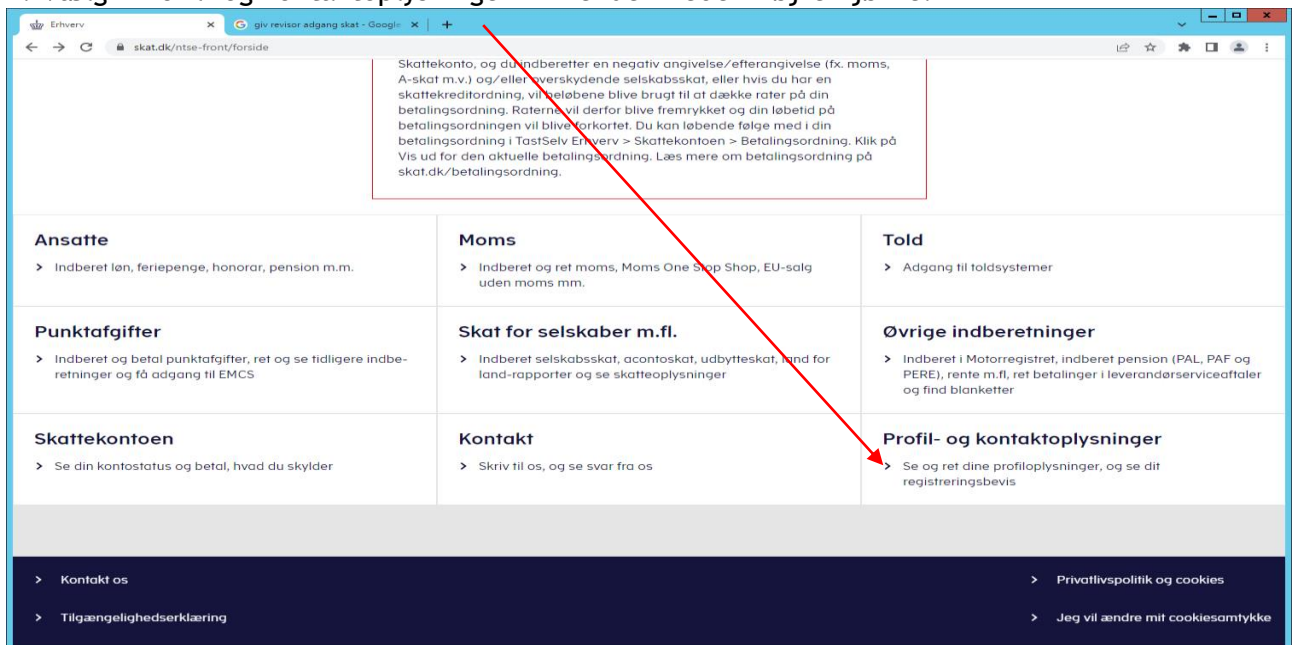 Erhverv
giv revisor adgang skat - Google
skat.dk/ntse-front/forside
Skattekonto, og du indberetter en negativ angivelse/efterangivelse (fx. moms,
A-skat m.v.) og/eller overskydende selskabsskat, eller hvis du har en
skattekreditordning, vil beløbene blive brugt til at dække rater på din
betalingsordning. Raterne vil derfor blive fremrykket og din løbetid på
betalingsordningen vil blive forkortet. Du kan løbende følge med i din
betalingsordning i TastSelv Erhverv > Skattekontoen > Betalingsordning. Klik på
Vis ud for den aktuelle betalingsordning. Læs mere om betalingsordning på
skat.dk/betalingsordning.
Ansatte
> Indberet løn, feriepenge, honorar, pension m.m.
Moms
> Indberet og ret moms, Moms One Stop Shop, EU-salg
uden moms mm.
Told
> Adgang til toldsystemer
Punktafgifter
> Indberet og betal punktafgifter, ret og se tidligere indbe-
retninger og få adgang til EMCS
Skat for selskaber m.fl.
> Indberet selskabsskat, acontoskat, udbytteskat, land for
land-rapporter og se skatteoplysninger
Øvrige indberetninger
> Indberet i Motorregistret, indberet pension (PAL, PAF og
PERE), rente m.fl, ret betalinger i leverandørserviceaftaler
og find blanketter
Skattekontoen
> Se din kontostatus og betal, hvad du skylder
Kontakt
> Skriv til os, og se svar fra os
Profil- og kontaktoplysninger
> Se og ret dine profiloplysninger, og se dit
registreringsbevis
> Kontakt os
> Privatlivspolitik og cookies
> Tilgængelighedserklæring
> Jeg vil ændre mit cookiesamtykke